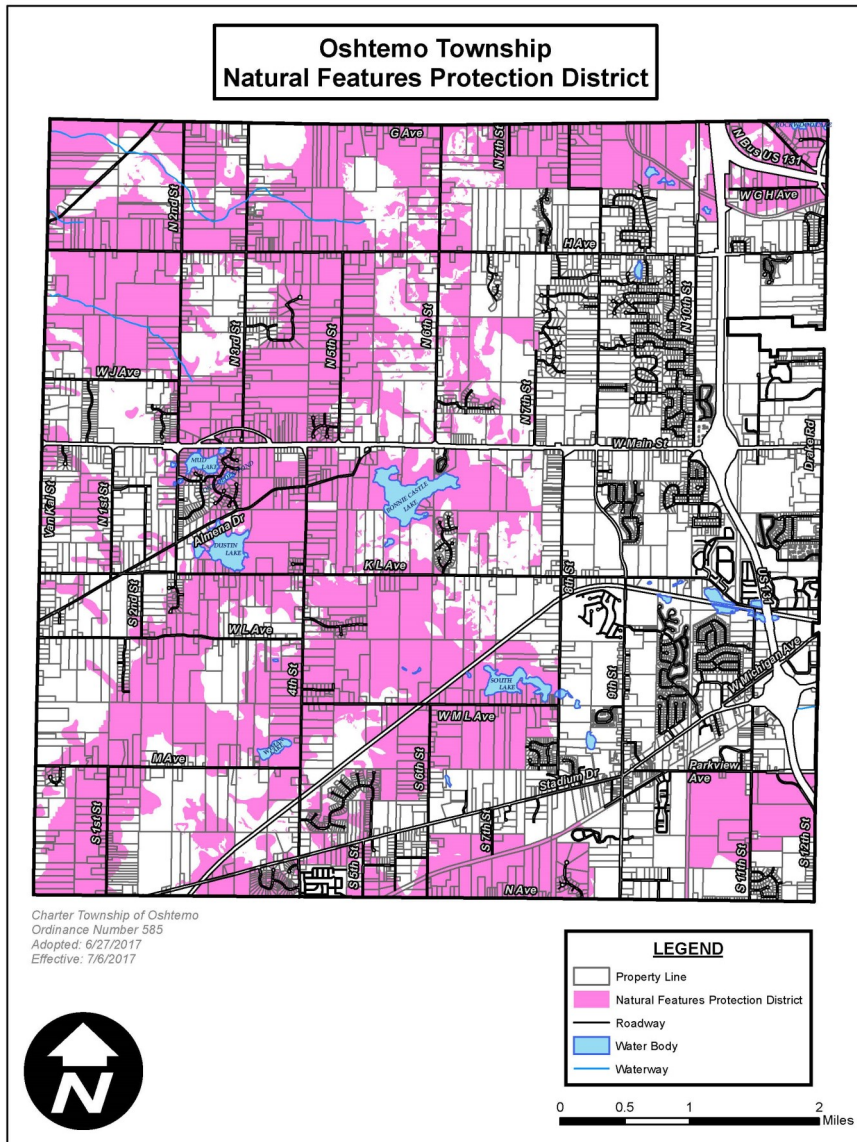 Oshtemo Township
Natural Features Protection District
G Ave
N 7th St
N Bus US 131
N 2nd St
W G H Ave
H Ave
N 3rd St
N 5th St
N 6th St
N 10th St
W J Ave
N 7th St
W Main St
Drake Rd
MUD LAKE
Van Kal St
N 1st St
BONNIE CASTLE LAKE
Almena Dr
DUSTIN LAKE
K L Ave
8th St
US 131
S 2nd St
W L Ave
4th St
SOUTH LAKE
9th St
W Michigan Ave
W M L Ave
M Ave
S 6th St
Stadium Dr
Parkview Ave
S 1st St
S 5th St
S 7th St
N Ave
S 11th St
S 12th St
Charter Township of Oshtemo
Ordinance Number 585
Adopted: 6/27/2017
Effective: 7/6/2017
N
LEGEND
Property Line
Natural Features Protection District
Roadway
Water Body
Waterway
0 0.5 1 2
Miles